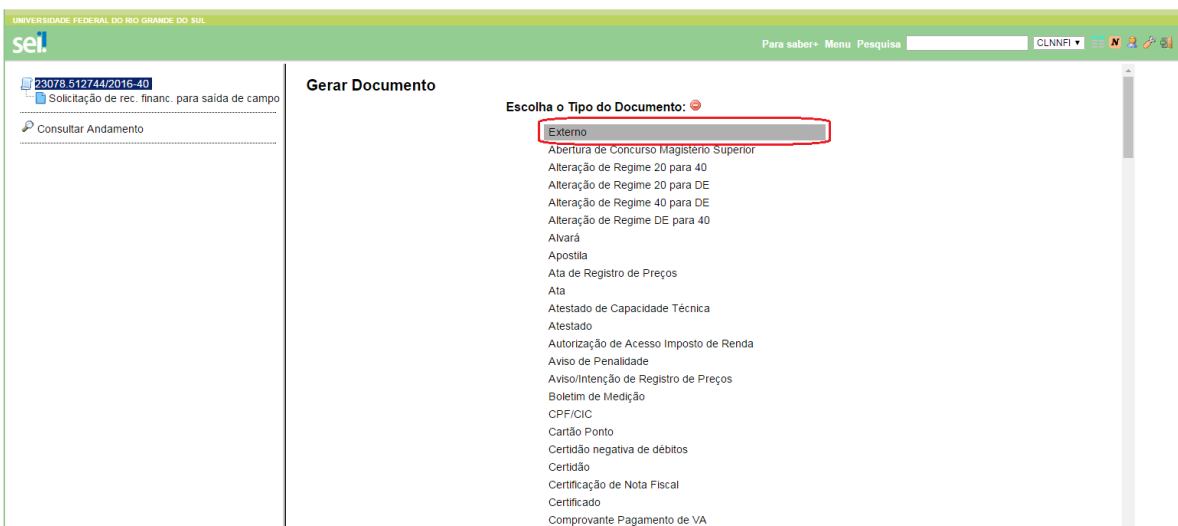 UNIVERSIDADE FEDERAL DO RIO GRANDE DO SUL
sei!
Para saber+ Menu Pesquisa CLNNFI N
23078.512744/2016-40
Solicitação de rec. financ. para saída de campo
Consultar Andamento
Gerar Documento
Escolha o Tipo do Documento:
Externo
Abertura de Concurso Magistério Superior
Alteração de Regime 20 para 40
Alteração de Regime 20 para DE
Alteração de Regime 40 para DE
Alteração de Regime DE para 40
Alvará
Apostila
Ata de Registro de Preços
Ata
Atestado de Capacidade Técnica
Atestado
Autorização de Acesso Imposto de Renda
Aviso de Penalidade
Aviso/Intenção de Registro de Preços
Boletim de Medição
CPF/CIC
Cartão Ponto
Certidão negativa de débitos
Certidão
Certificação de Nota Fiscal
Certificado
Comprovante Pagamento de VA